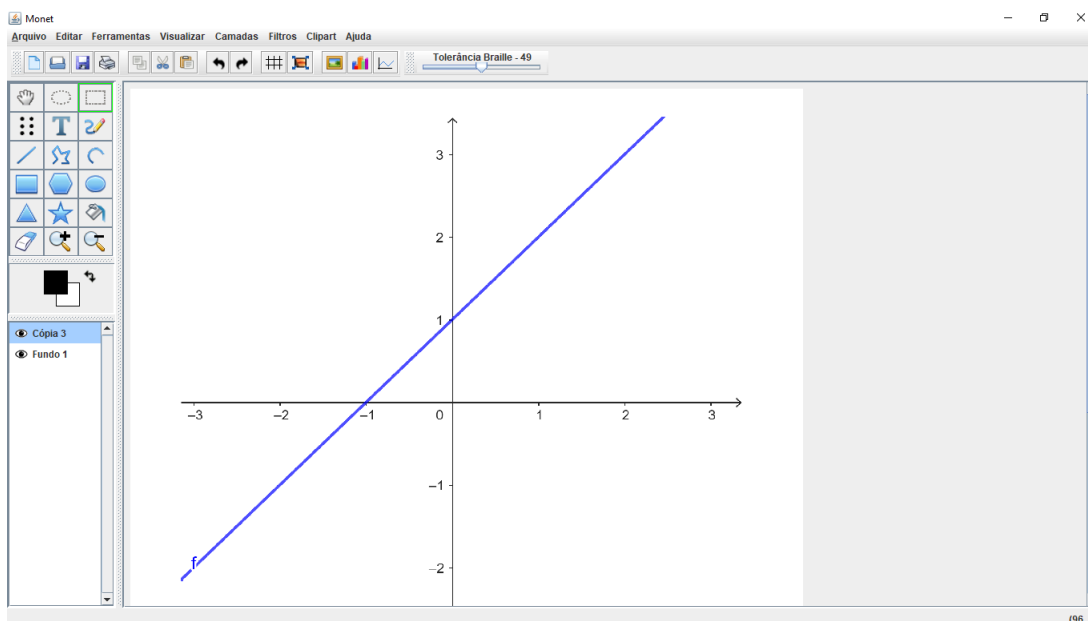 Monet
Arquivo Editar Ferramentas Visualizar Camadas Filtros Clipart Ajuda
Tolerância Braille - 49
T
Cópia 3
Fundo 1
3
2
1
–3 –2 –1 0 1 2 3
–1
f
–2
(96